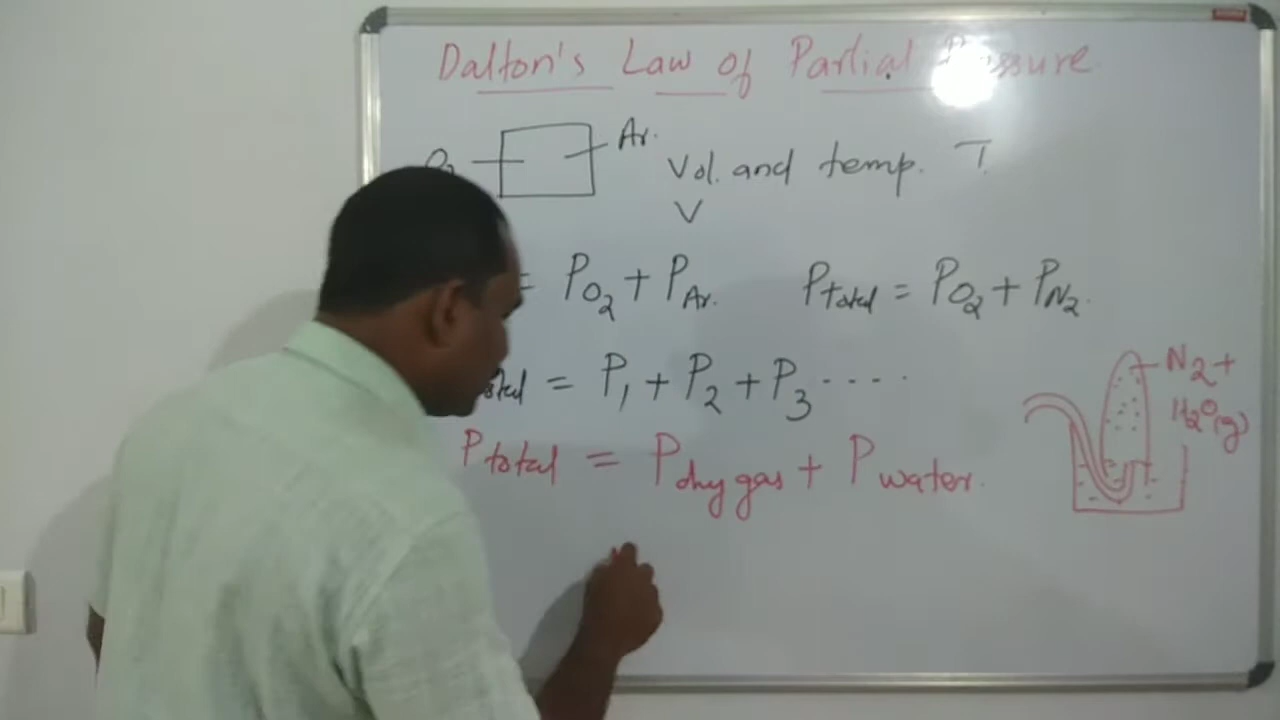 Dalton's Law of Partial
Ar.
Vol. and temp. T.
V
= PO2 + PAr. Ptotal = PO2 + PN2.
= P1 + P2 + P3 ....
N2 +
H2O(g)
Ptotal = Pdry gas + Pwater.